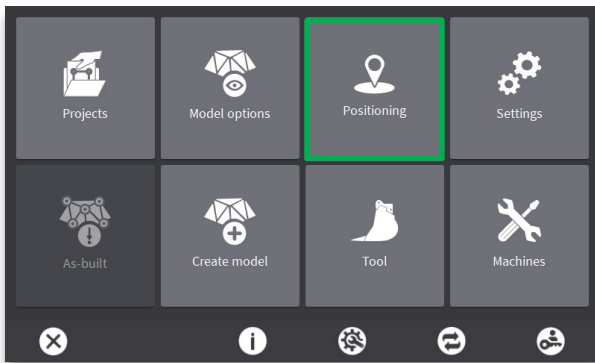 Projects
Model options
Positioning
Settings
As-built
Create model
Tool
Machines